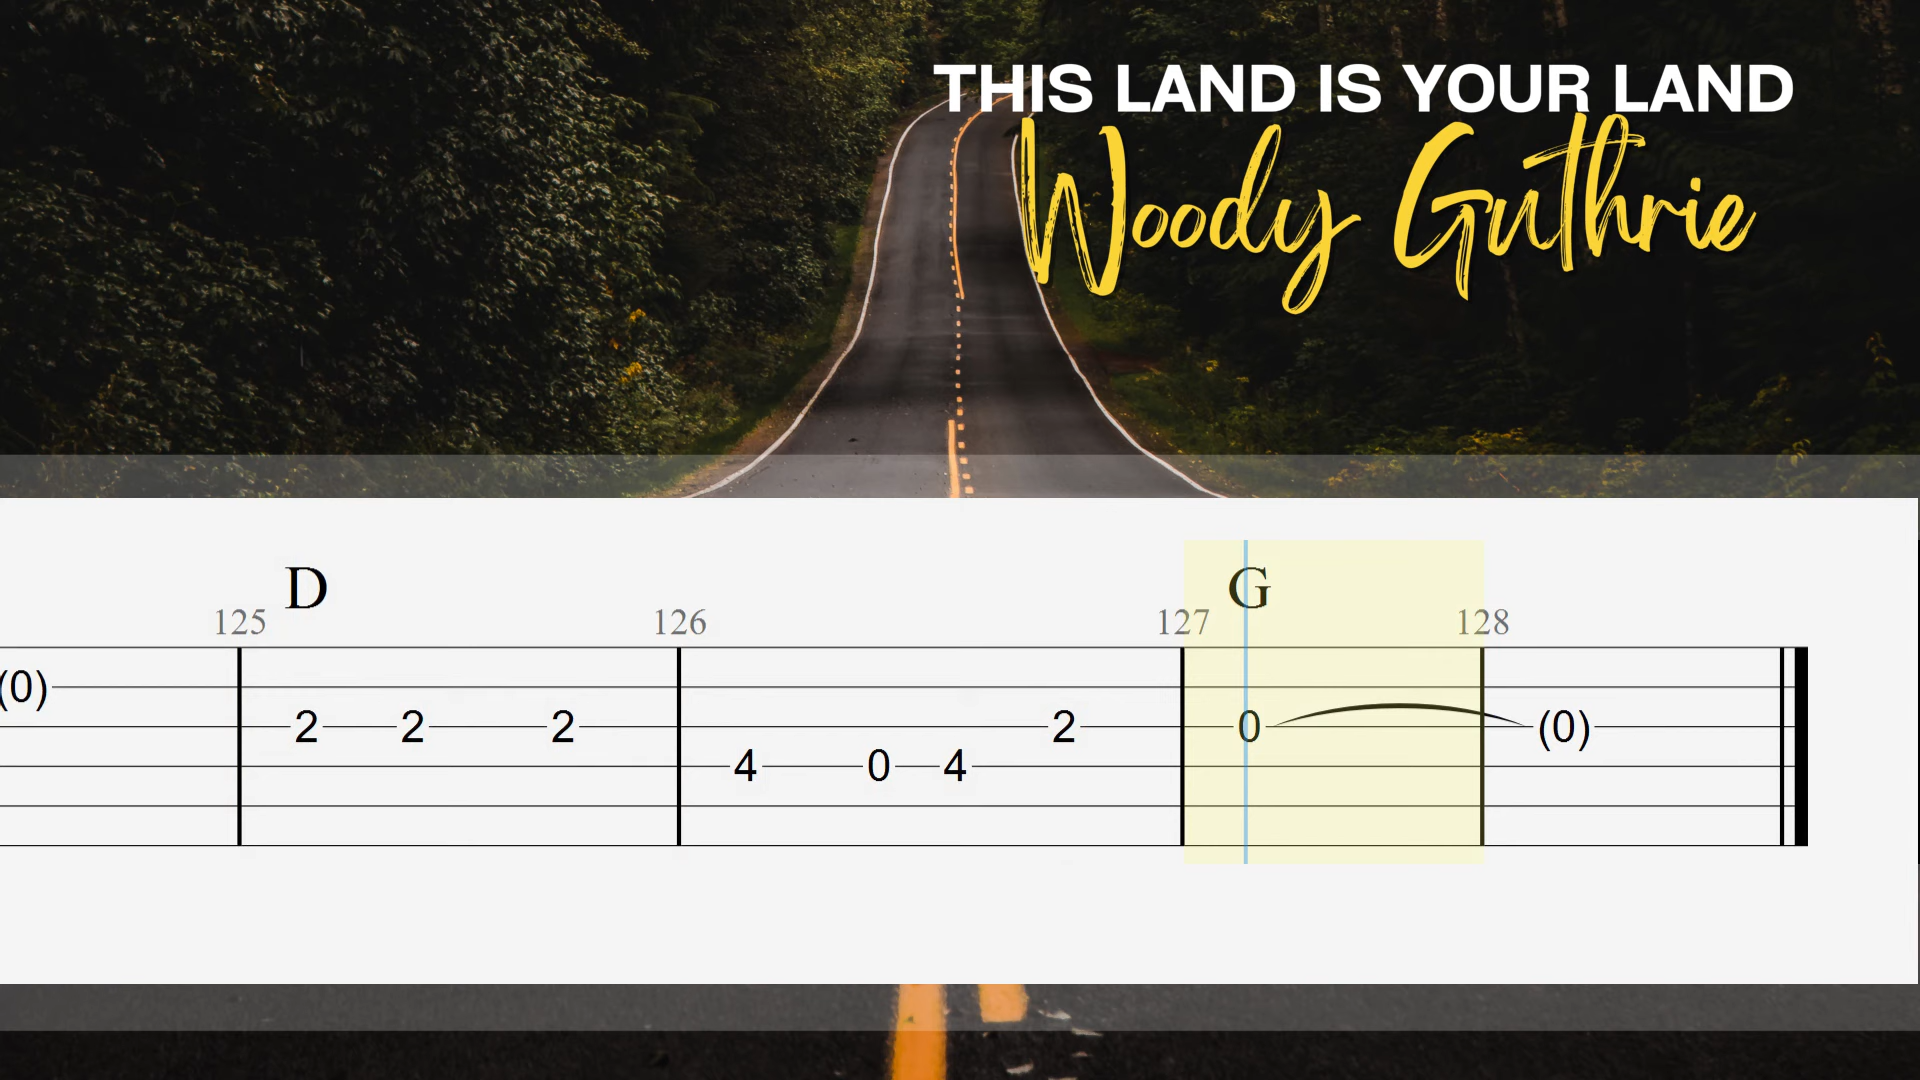 THIS LAND IS YOUR LAND
Woody Guthrie
D G
125 126 127 128
(0)
2 2 2 2 0 (0)
4 0 4